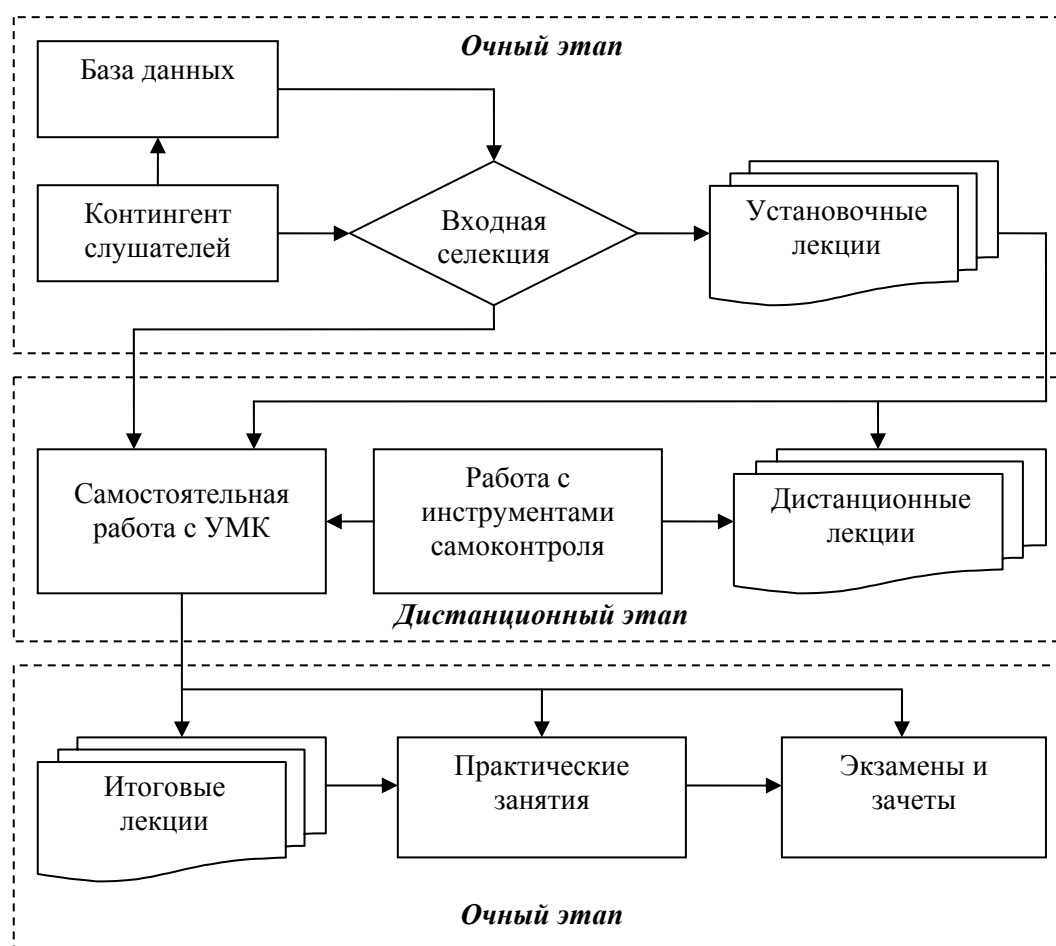 Очный этап
База данных
Контингент
слушателей
Входная
селекция
Установочные
лекции
Самостоятельная
работа с УМК
Работа с
инструментами
самоконтроля
Дистанционные
лекции
Дистанционный этап
Итоговые
лекции
Практические
занятия
Экзамены и
зачеты
Очный этап